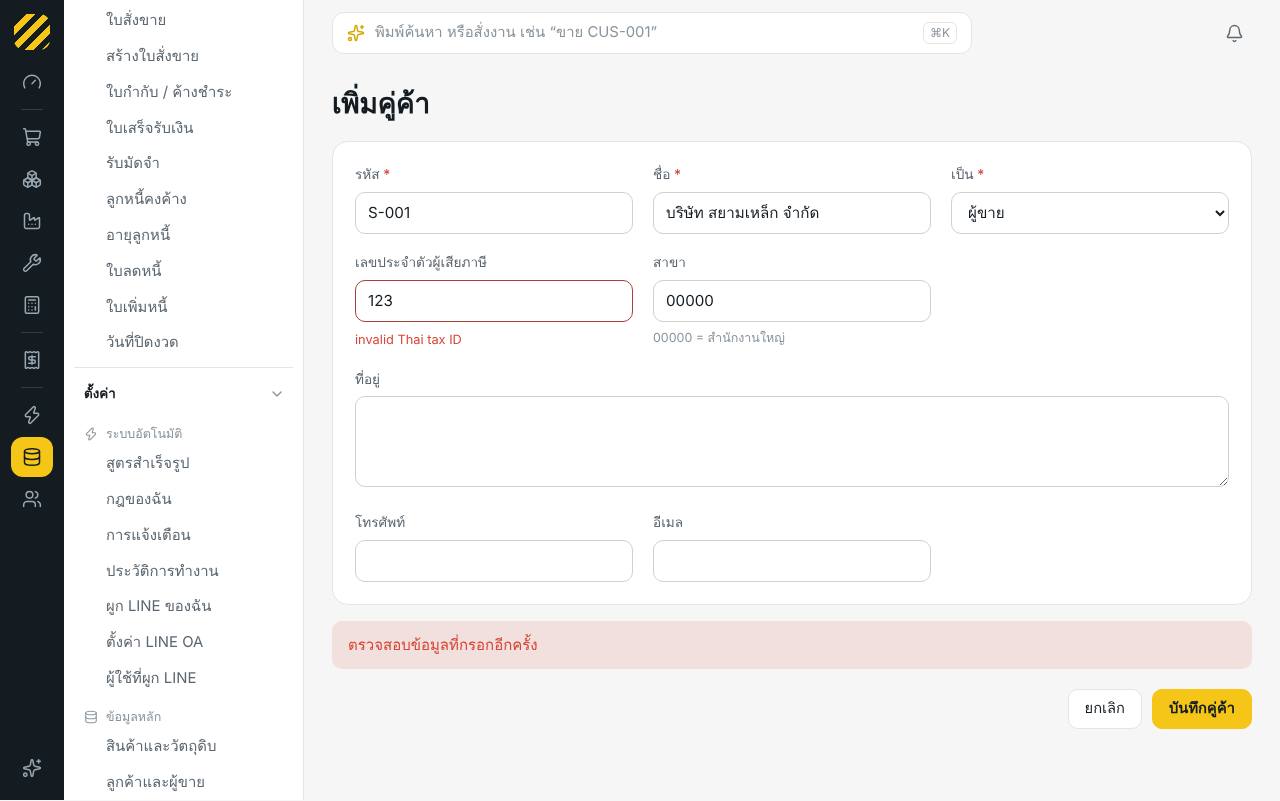 ใบสั่งขาย
สร้างใบสั่งขาย
ใบกำกับ / ค้างชำระ
ใบเสร็จรับเงิน
รับมัดจำ
ลูกหนี้คงค้าง
อายุลูกหนี้
ใบลดหนี้
ใบเพิ่มหนี้
วันที่ปิดงวด
ตั้งค่า
ระบบอัตโนมัติ
สูตรสำเร็จรูป
กฎของฉัน
การแจ้งเตือน
ประวัติการทำงาน
ผูก LINE ของฉัน
ตั้งค่า LINE OA
ผู้ใช้ที่ผูก LINE
ข้อมูลหลัก
สินค้าและวัตถุดิบ
ลูกค้าและผู้ขาย
พิมพ์ค้นหา หรือสั่งงาน เช่น “ขาย CUS-001” ⌘K
เพิ่มคู่ค้า
รหัส * ชื่อ * เป็น *
S-001 บริษัท สยามเหล็ก จำกัด ผู้ขาย
เลขประจำตัวผู้เสียภาษี สาขา
123 00000
invalid Thai tax ID 00000 = สำนักงานใหญ่
ที่อยู่
โทรศัพท์ อีเมล
ตรวจสอบข้อมูลที่กรอกอีกครั้ง
ยกเลิก บันทึกคู่ค้า